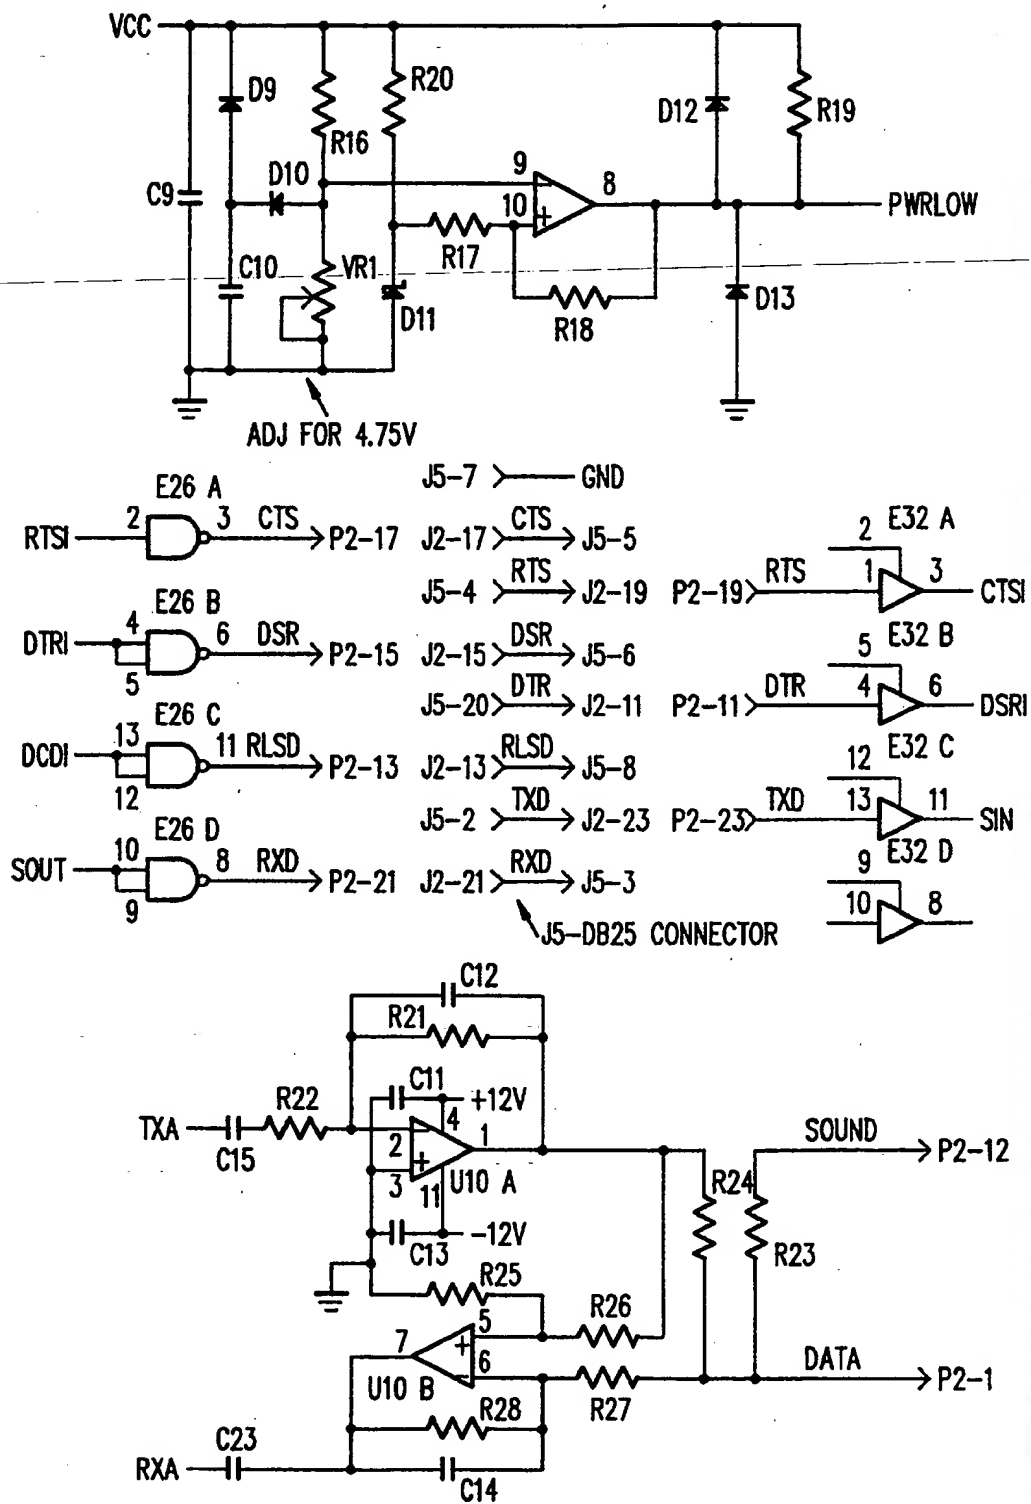 VCC
D9
R16
R20
D12
R19
C9
D10
9
10
8
PWRLOW
R17
C10
VR1
D11
R18
D13
ADJ FOR 4.75V
J5-7 GND
E26 A
RTSI 2 3 CTS P2-17
J2-17 CTS J5-5
E32 A
2
J5-4 RTS J2-19
P2-19 RTS 1 3 CTSI
E26 B
DTRI 4 5 6 DSR P2-15
J2-15 DSR J5-6
E32 B
5
J5-20 DTR J2-11
P2-11 DTR 4 6 DSRI
E26 C
DCDI 13 12 11 RLSD P2-13
J2-13 RLSD J5-8
E32 C
12
J5-2 TXD J2-23
P2-23 TXD 13 11 SIN
E26 D
SOUT 10 9 8 RXD P2-21
J2-21 RXD J5-3
E32 D
9
10 8
J5-DB25 CONNECTOR
C12
R21
C11
+12V
4
TXA
C15
R22
2
3
1
11
U10 A
C13
-12V
SOUND
P2-12
R24
R23
R25
R26
5
6
7
U10 B
R27
DATA
P2-1
R28
C23
RXA
C14